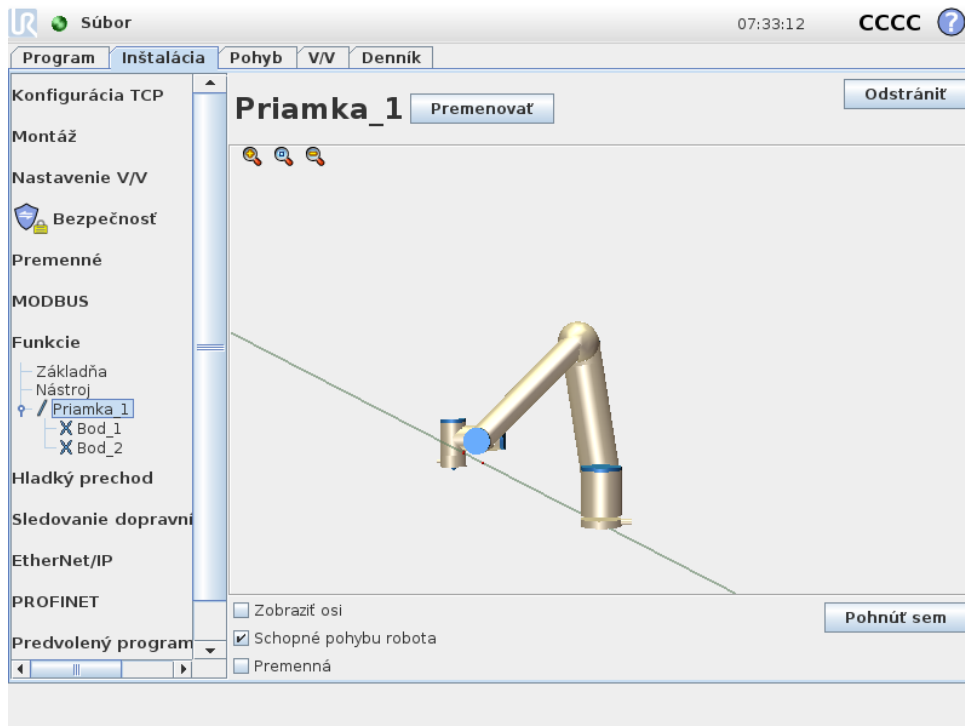 UR Súbor 07:33:12 CCCC ?
Program Inštalácia Pohyb V/V Denník
Konfigurácia TCP
Montáž
Nastavenie V/V
Bezpečnosť
Premenné
MODBUS
Funkcie
Základňa
Nástroj
Priamka_1
Bod_1
Bod_2
Hladký prechod
Sledovanie dopravní
EtherNet/IP
PROFINET
Predvolený program
Priamka_1 Premenovať Odstrániť
Zobraziť osi
Schopné pohybu robota Pohnúť sem
Premenná